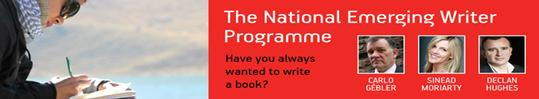 The National Emerging Writer
Programme
Have you always
wanted to write
a book?
CARLO
GÉBLER
SINEAD
MORIARTY
DECLAN
HUGHES